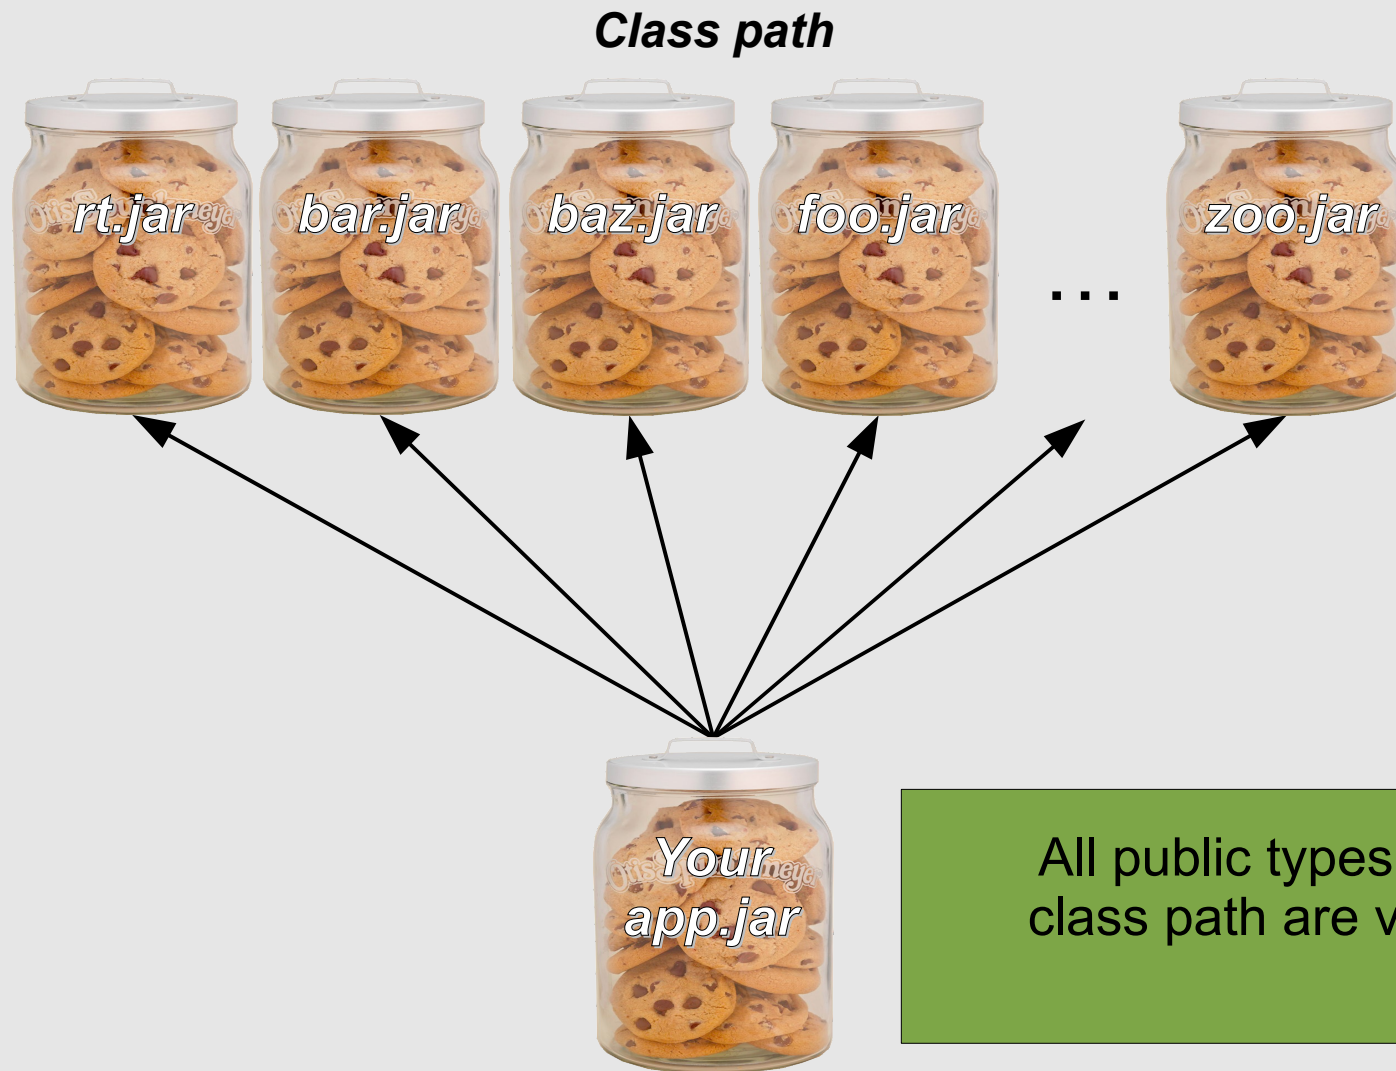 Class path
rt.jar
bar.jar
baz.jar
foo.jar
...
zoo.jar
Your
app.jar
All public types
class path are v